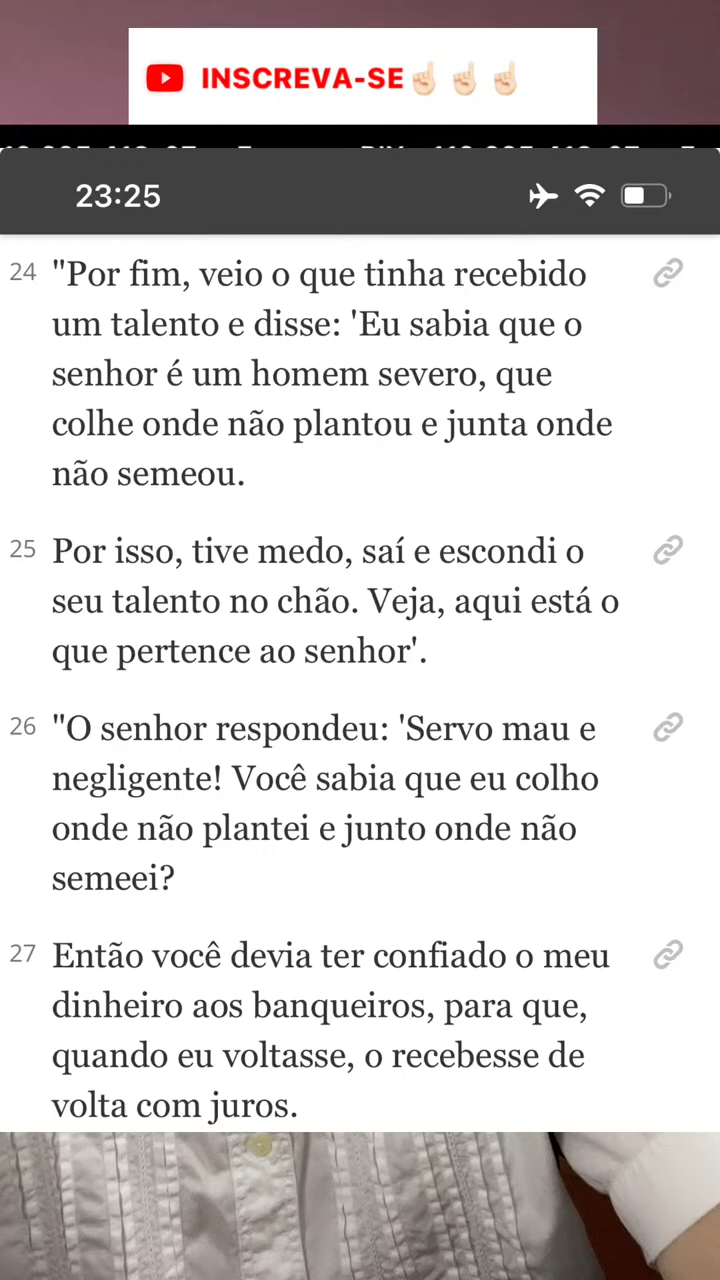 INSCREVA-SE☝🏻☝🏻☝🏻
23:25
24 "Por fim, veio o que tinha recebido
um talento e disse: 'Eu sabia que o
senhor é um homem severo, que
colhe onde não plantou e junta onde
não semeou.
25 Por isso, tive medo, saí e escondi o
seu talento no chão. Veja, aqui está o
que pertence ao senhor'.
26 "O senhor respondeu: 'Servo mau e
negligente! Você sabia que eu colho
onde não plantei e junto onde não
semeei?
27 Então você devia ter confiado o meu
dinheiro aos banqueiros, para que,
quando eu voltasse, o recebesse de
volta com juros.